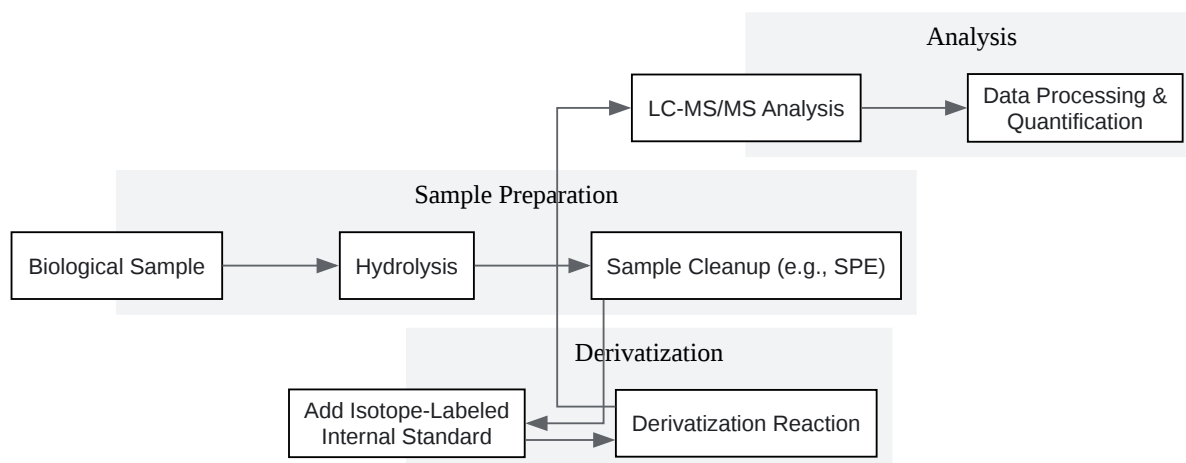 Analysis
LC-MS/MS Analysis
Data Processing &
Quantification
Sample Preparation
Biological Sample
Hydrolysis
Sample Cleanup (e.g., SPE)
Derivatization
Add Isotope-Labeled
Internal Standard
Derivatization Reaction